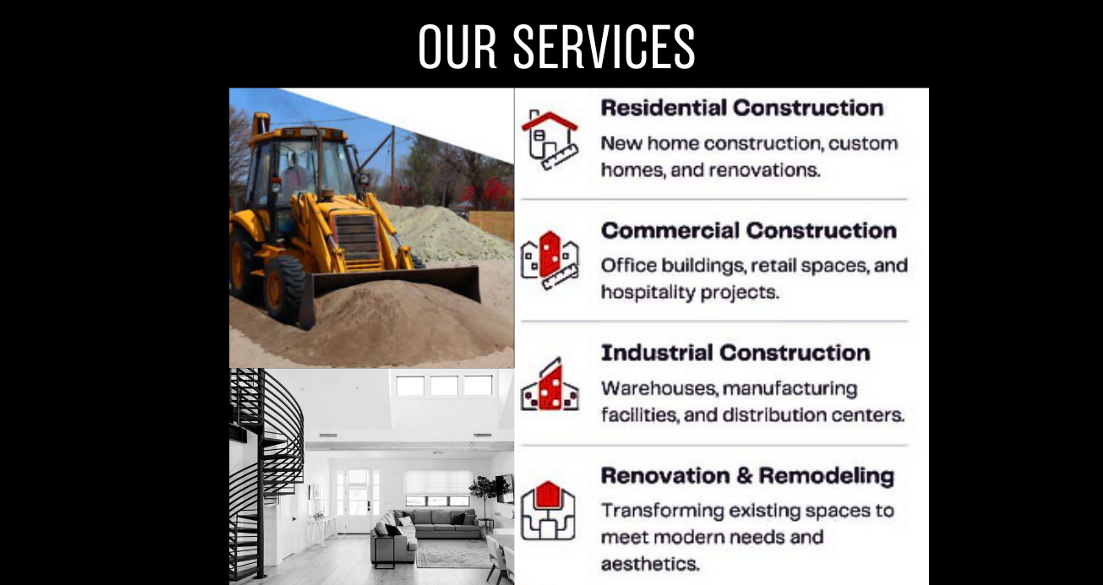 OUR SERVICES
Residential Construction
New home construction, custom
homes, and renovations.
Commercial Construction
Office buildings, retail spaces, and
hospitality projects.
Industrial Construction
Warehouses, manufacturing
facilities, and distribution centers.
Renovation & Remodeling
Transforming existing spaces to
meet modern needs and
aesthetics.